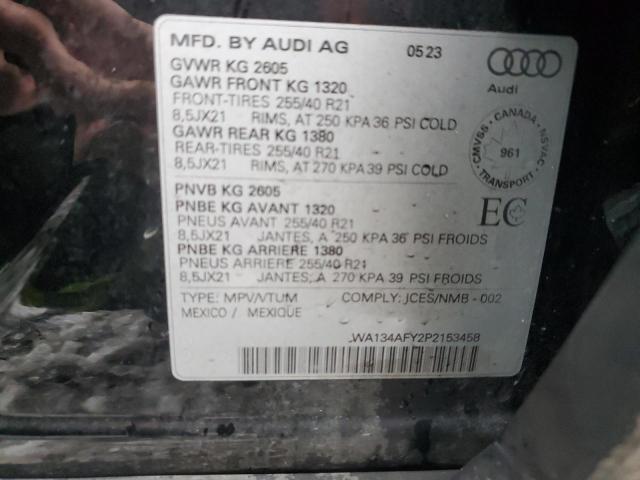 MFD. BY AUDI AG 05 23
GVWR KG 2605
GAWR FRONT KG 1320
FRONT-TIRES 255/40 R21
8,5JX21 RIMS, AT 250 KPA 36 PSI COLD
GAWR REAR KG 1380
REAR-TIRES 255/40 R21
8,5JX21 RIMS, AT 270 KPA 39 PSI COLD
Audi
CMVSS - CANADA - NSVAC
961
TRANSPORT
PNVB KG 2605
PNBE KG AVANT 1320
PNEUS AVANT 255/40 R21
8,5JX21 JANTES, A 250 KPA 36 PSI FROIDS
PNBE KG ARRIERE 1380
PNEUS ARRIERE 255/40 R21
8,5JX21 JANTES, A 270 KPA 39 PSI FROIDS
EC
TYPE: MPV/VTUM COMPLY: JCES/NMB - 002
MEXICO / MEXIQUE
WA134AFY2P2153458